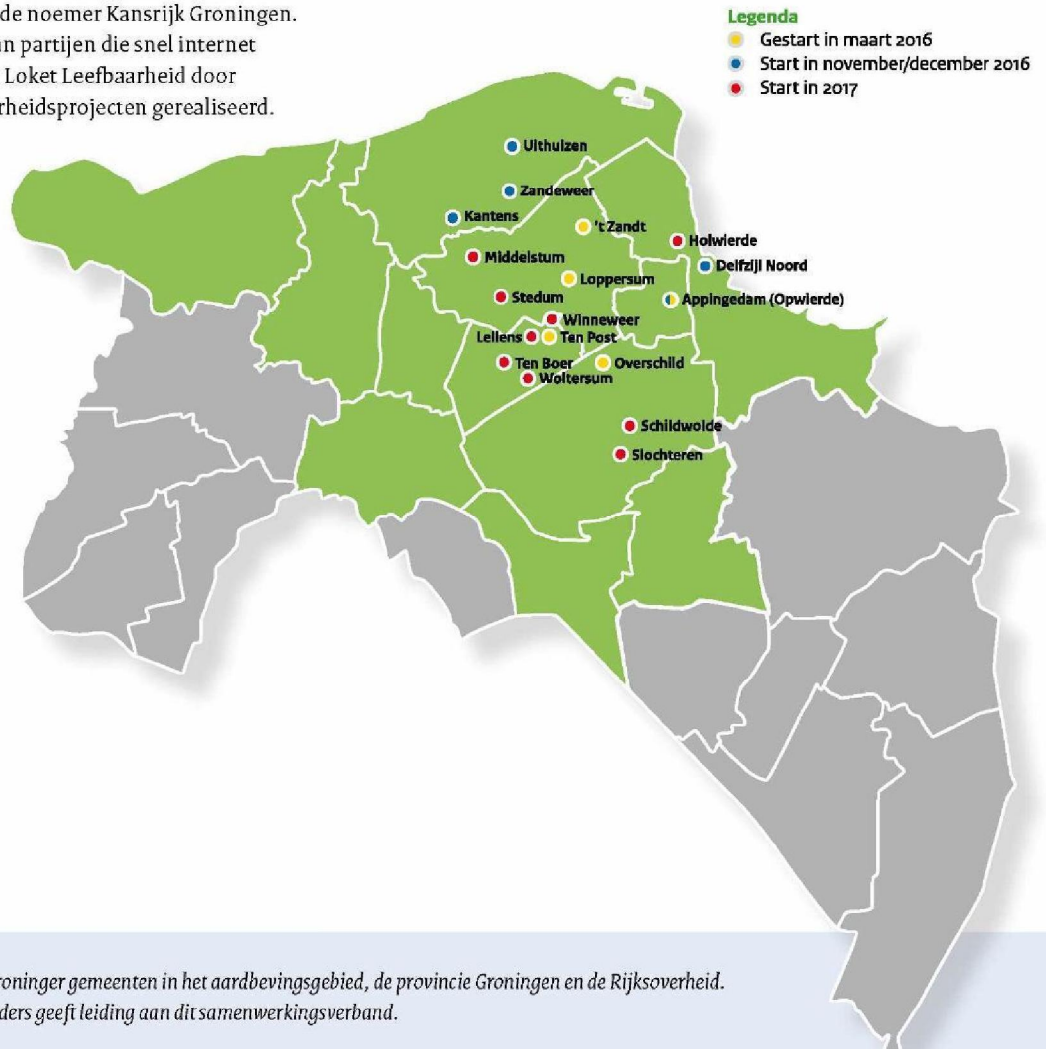 de noemer Kansrijk Groningen.
n partijen die snel internet
Loket Leefbaarheid door
rheidsprojecten gerealiseerd.
Legenda
Gestart in maart 2016
Start in november/december 2016
Start in 2017
Uithuizen
Zandeweer
Kantens
't Zandt
Holwierde
Middelstum
Delfzijl Noord
Loppersum
Stedum
Appingedam (Opwierde)
Winneweer
Lellens
Ten Post
Ten Boer
Overschild
Woltersum
Schildwolde
Slochteren
roninger gemeenten in het aardbevingsgebied, de provincie Groningen en de Rijksoverheid.
ders geeft leiding aan dit samenwerkingsverband.